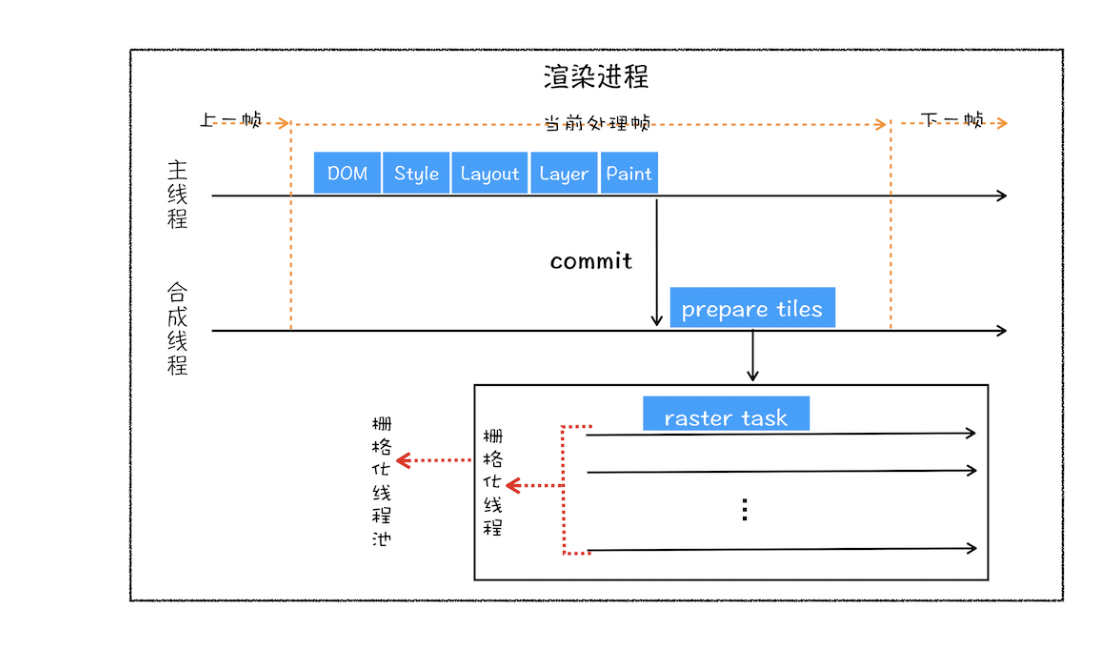 渲染进程
上一帧
当前处理帧
下一帧
主线程
DOM
Style
Layout
Layer
Paint
commit
合成线程
prepare tiles
栅格化线程池
栅格化线程
raster task